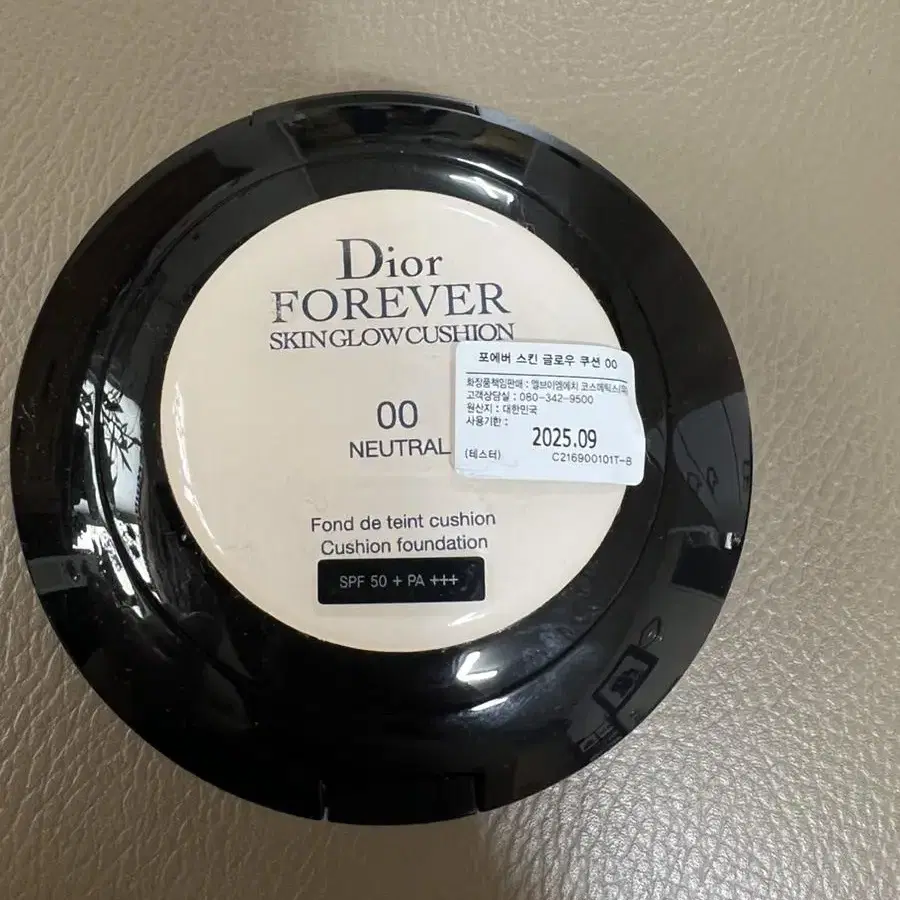 Dior
FOREVER
SKIN GLOW CUSHION
포에버 스킨 글로우 쿠션 00
화장품책임판매 : 엘브이엠에치 코스메틱스(유)
고객상담실 : 080-342-9500
원산지 : 대한민국
사용기한 :
2025.09
(테스터) C216900101T-B
00
NEUTRAL
Fond de teint cushion
Cushion foundation
SPF 50 + PA +++